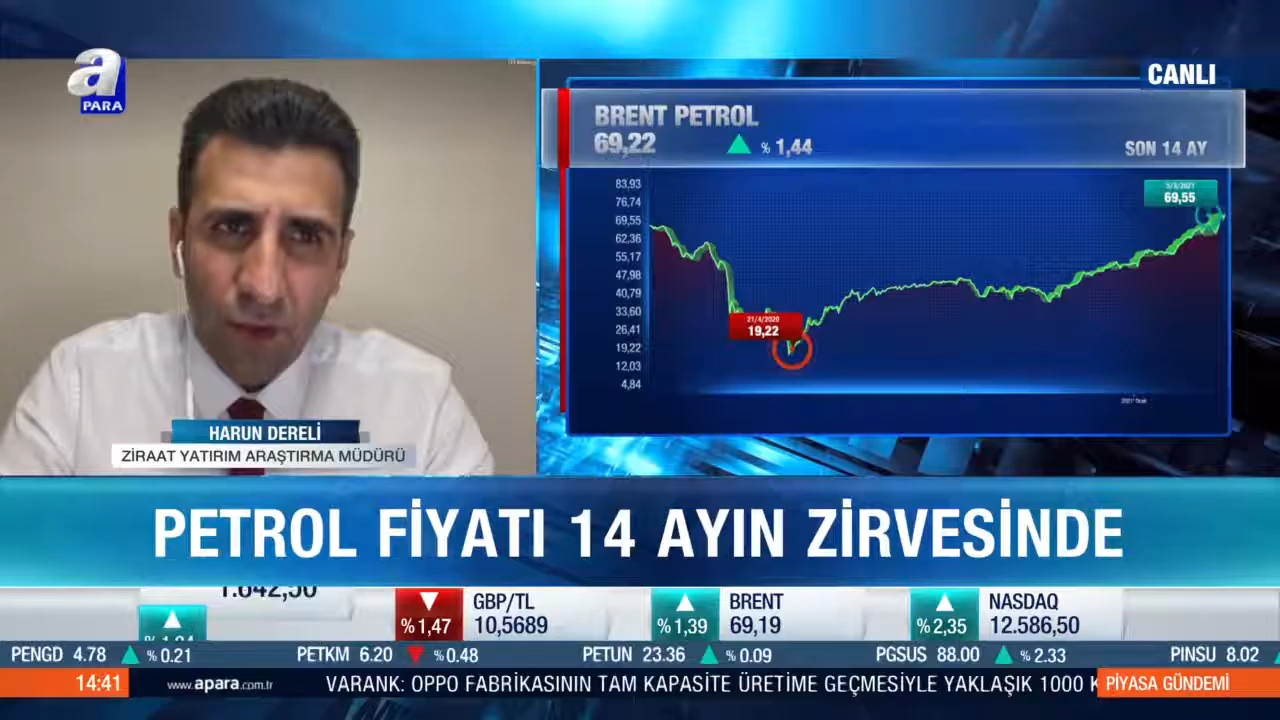 a
PARA
CANLI
BRENT PETROL
69,22
% 1,44
SON 14 AY
83,93
76,74
69,55
62,36
55,17
47,98
40,79
33,60
26,41
19,22
12,03
4,84
5/3/2021
69,55
21/4/2020
19,22
HARUN DERELİ
ZİRAAT YATIRIM ARAŞTIRMA MÜDÜRÜ
PETROL FİYATI 14 AYIN ZİRVESİNDE
1.642,50
GBP/TL
%1,47 10,5689
BRENT
%1,39 69,19
NASDAQ
%2,35 12.586,50
PENGD 4.78 %0.21 PETKM 6.20 %0.48 PETUN 23.36 %0.09 PGSUS 88.00 %2.33 PINSU 8.02
14:41 www.apara.com.tr VARANK: OPPO FABRİKASININ TAM KAPASİTE ÜRETİME GEÇMESİYLE YAKLAŞIK 1000 PİYASA GÜNDEMİ